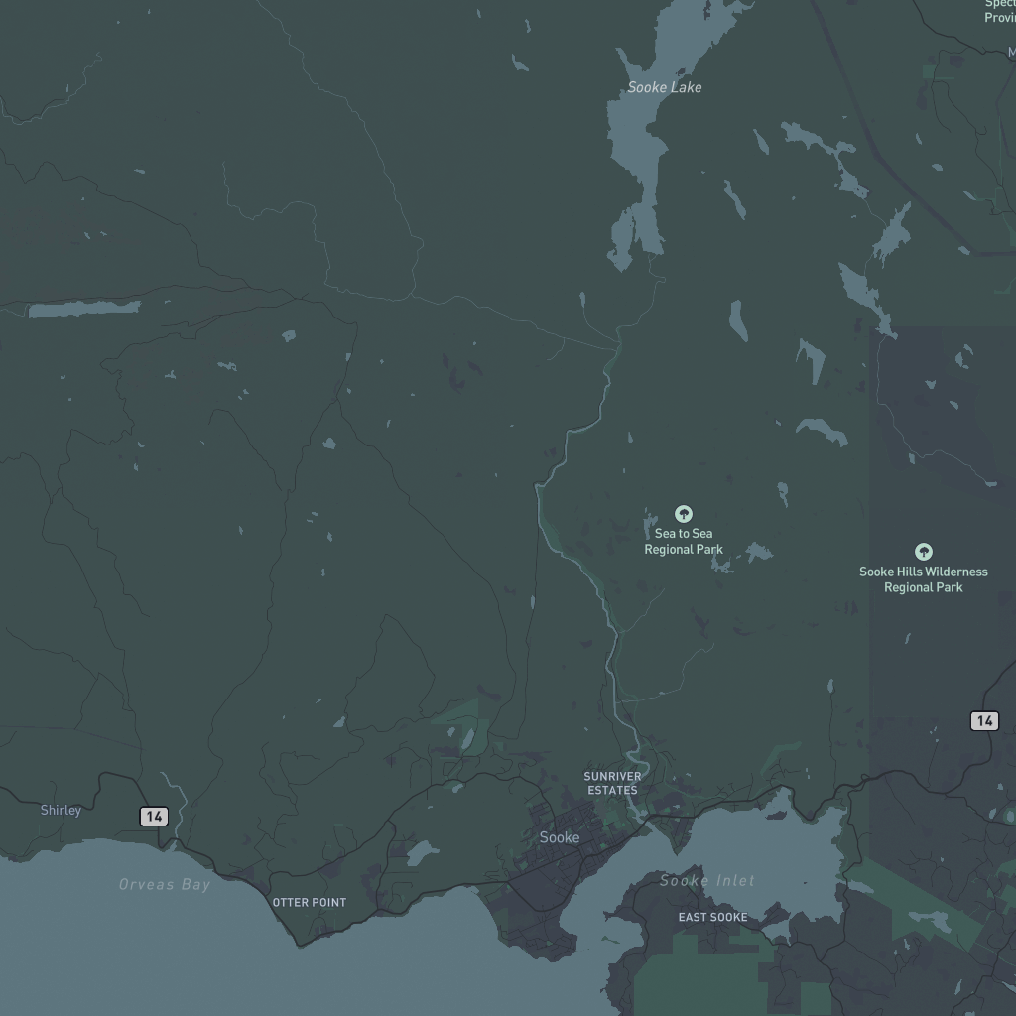 Sooke Lake
Sea to Sea
Regional Park
Sooke Hills Wilderness
Regional Park
14
SUNRIVER
ESTATES
Shirley
14
Sooke
Orveas Bay
Sooke Inlet
OTTER POINT
EAST SOOKE